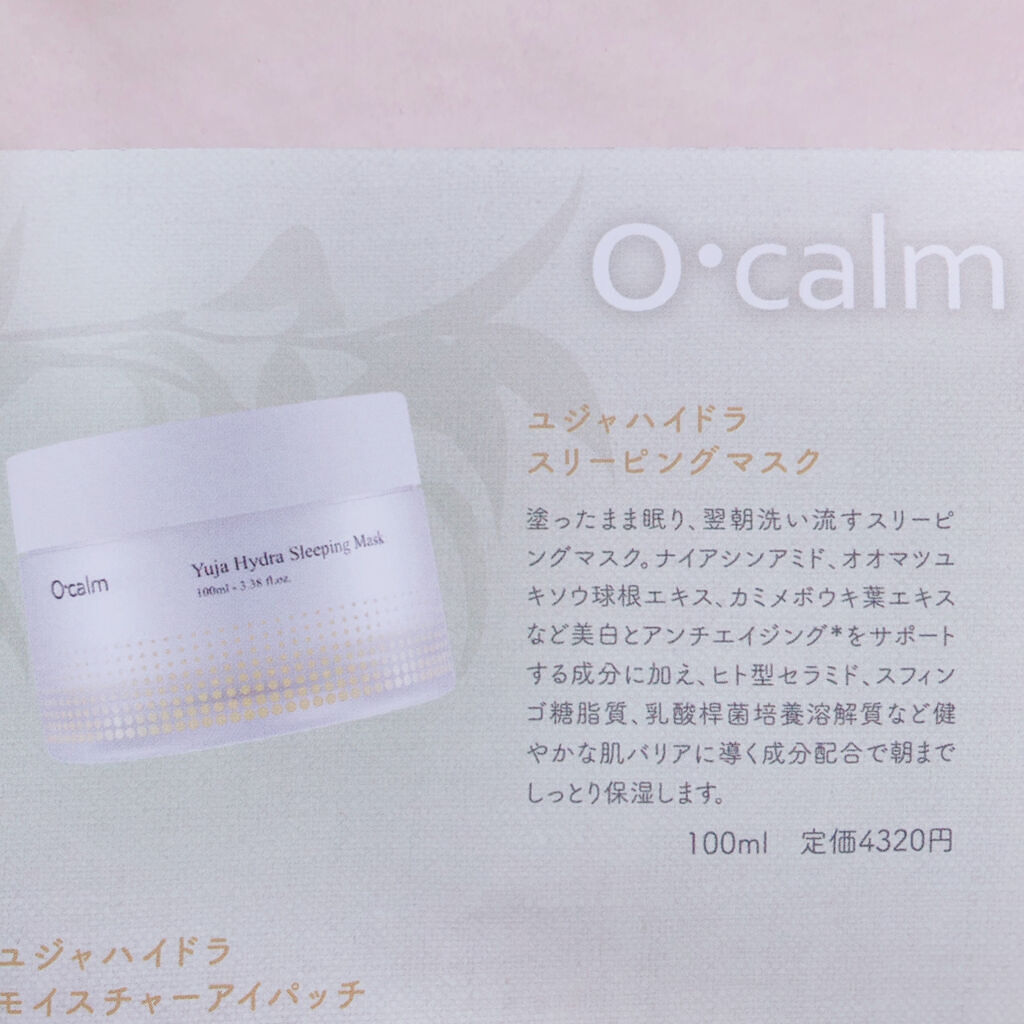 O・calm
ユジャハイドラ
スリーピングマスク
塗ったまま眠り、翌朝洗い流すスリーピ
ングマスク。ナイアシンアミド、オオマツユ
キソウ球根エキス、カミメボウキ葉エキス
など美白とアンチエイジング*をサポート
する成分に加え、ヒト型セラミド、スフィン
ゴ糖脂質、乳酸桿菌培養溶解質など健
やかな肌バリアに導く成分配合で朝まで
しっとり保湿します。
100ml 定価4320円
O・calm
Yuja Hydra Sleeping Mask
100ml - 3.38 fl.oz.
ユジャハイドラ
モイスチャーアイパッチ